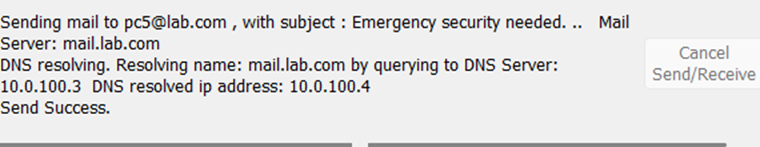 Sending mail to pc5@lab.com , with subject : Emergency security needed. ..   Mail
Server: mail.lab.com
DNS resolving. Resolving name: mail.lab.com by querying to DNS Server:
10.0.100.3  DNS resolved ip address: 10.0.100.4
Send Success.
Cancel
Send/Receive